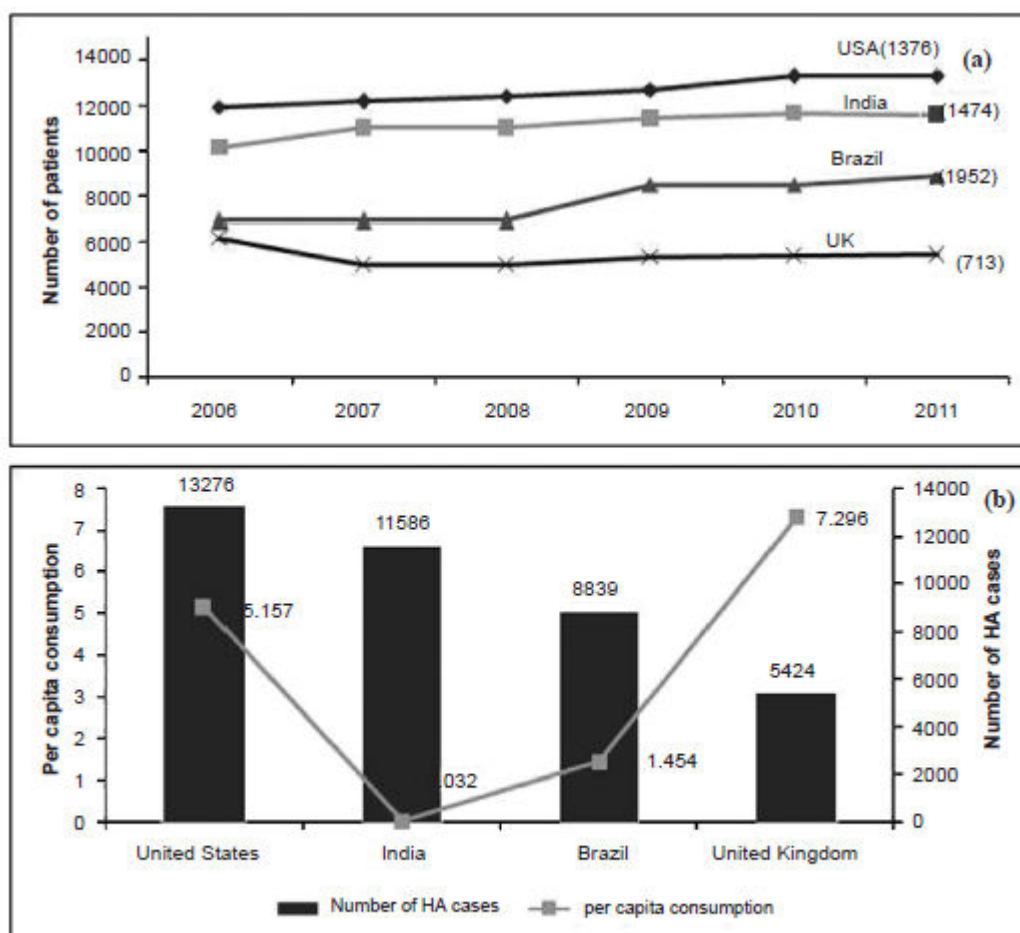 14000
USA(1376)
(a)
12000
India
(1474)
10000
8000
Brazil
(1952)
6000
UK
(713)
4000
2000
0
Number of patients
2006 2007 2008 2009 2010 2011
(b)
8 13276 14000
7 11586 12000
7.296
6 8839 10000
5 5.157 8000
4 5424
3 6000
2 4000
1.454
1 .032 2000
0 0
Per capita consumption
Number of HA cases
United States India Brazil United Kingdom
Number of HA cases per capita consumption